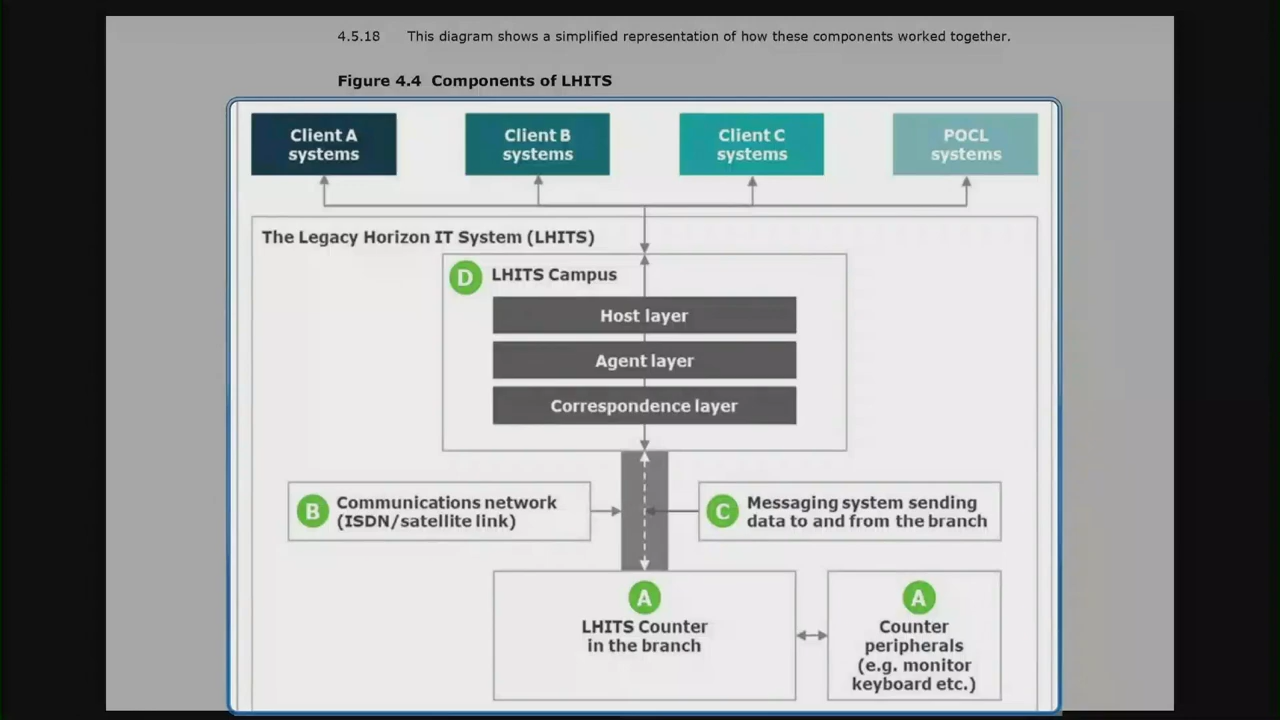 4.5.18 This diagram shows a simplified representation of how these components worked together.
Figure 4.4 Components of LHITS
Client A
systems
Client B
systems
Client C
systems
POCL
systems
The Legacy Horizon IT System (LHITS)
D LHITS Campus
Host layer
Agent layer
Correspondence layer
B Communications network
(ISDN/satellite link)
C Messaging system sending
data to and from the branch
A
LHITS Counter
in the branch
A
Counter
peripherals
(e.g. monitor
keyboard etc.)